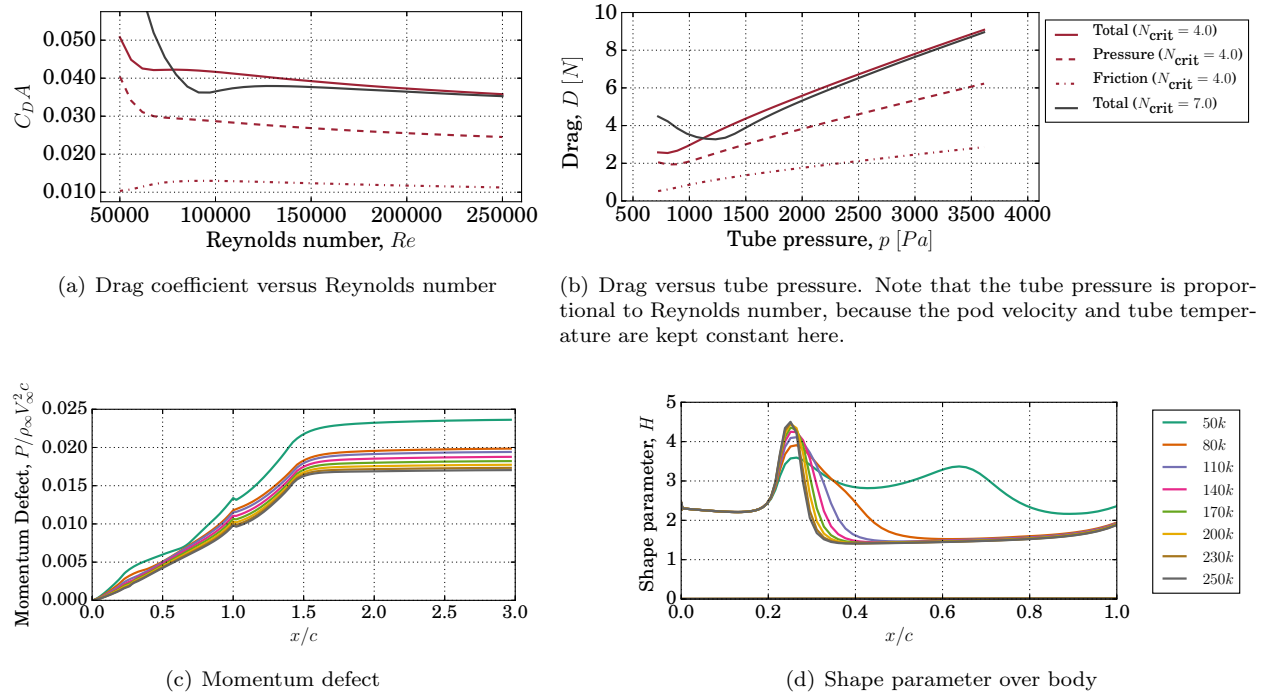 0.050
0.040
0.030
0.020
0.010
C_D A
50000 100000 150000 200000 250000
Reynolds number, Re
(a) Drag coefficient versus Reynolds number
10
8
6
4
2
0
Drag, D [N]
500 1000 1500 2000 2500 3000 3500 4000
Tube pressure, p [Pa]
Total (N_crit = 4.0)
Pressure (N_crit = 4.0)
Friction (N_crit = 4.0)
Total (N_crit = 7.0)
(b) Drag versus tube pressure. Note that the tube pressure is propor-
tional to Reynolds number, because the pod velocity and tube temper-
ature are kept constant here.
0.025
0.020
0.015
0.010
0.005
0.000
Momentum Defect, P/ρ_∞V_∞^2c
0.0 0.5 1.0 1.5 2.0 2.5 3.0
x/c
(c) Momentum defect
5
4
3
2
1
0
Shape parameter, H
0.0 0.2 0.4 0.6 0.8 1.0
x/c
50k
80k
110k
140k
170k
200k
230k
250k
(d) Shape parameter over body